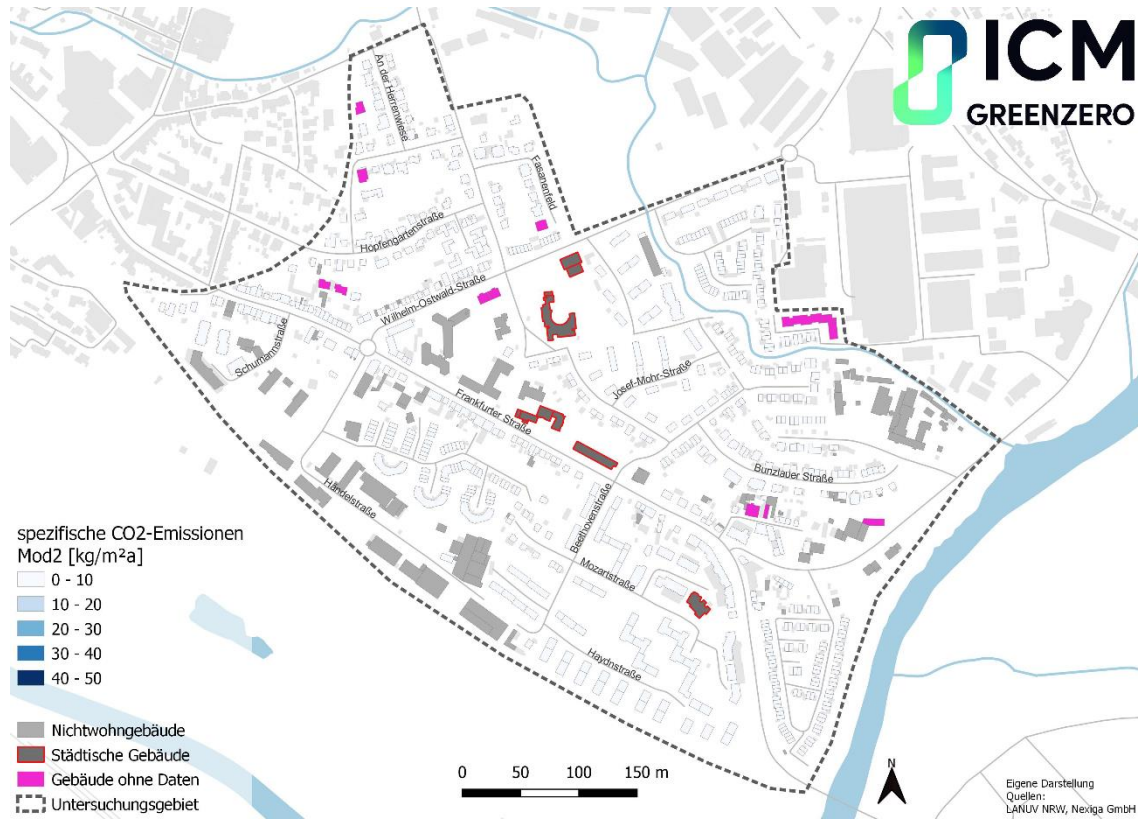 ICM
GREENZERO
An der Herrenwiese
Fasanenfeld
Hopfengartenstraße
Wilhelm-Ostwald-Straße
Schumannstraße
Josef-Mohr-Straße
Frankfurter Straße
Bunzlauer Straße
Händelstraße
Beethovenstraße
Mozartstraße
Haydnstraße
spezifische CO2-Emissionen
Mod2 [kg/m²a]
0 - 10
10 - 20
20 - 30
30 - 40
40 - 50
Nichtwohngebäude
Städtische Gebäude
Gebäude ohne Daten
Untersuchungsgebiet
0 50 100 150 m
N
Eigene Darstellung
Quellen:
LANUV NRW, Nexiga GmbH